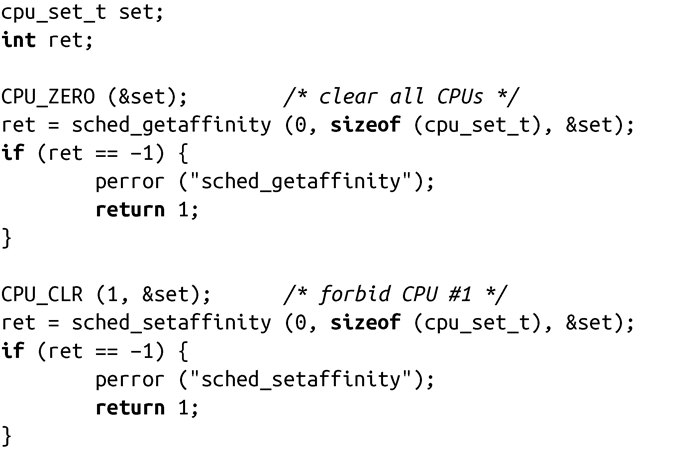 cpu_set_t set;
int ret;
CPU_ZERO (&set);        /* clear all CPUs */
ret = sched_getaffinity (0, sizeof (cpu_set_t), &set);
if (ret == −1) {
        perror ("sched_getaffinity");
        return 1;
}
CPU_CLR (1, &set);      /* forbid CPU #1 */
ret = sched_setaffinity (0, sizeof (cpu_set_t), &set);
if (ret == −1) {
        perror ("sched_setaffinity");
        return 1;
}